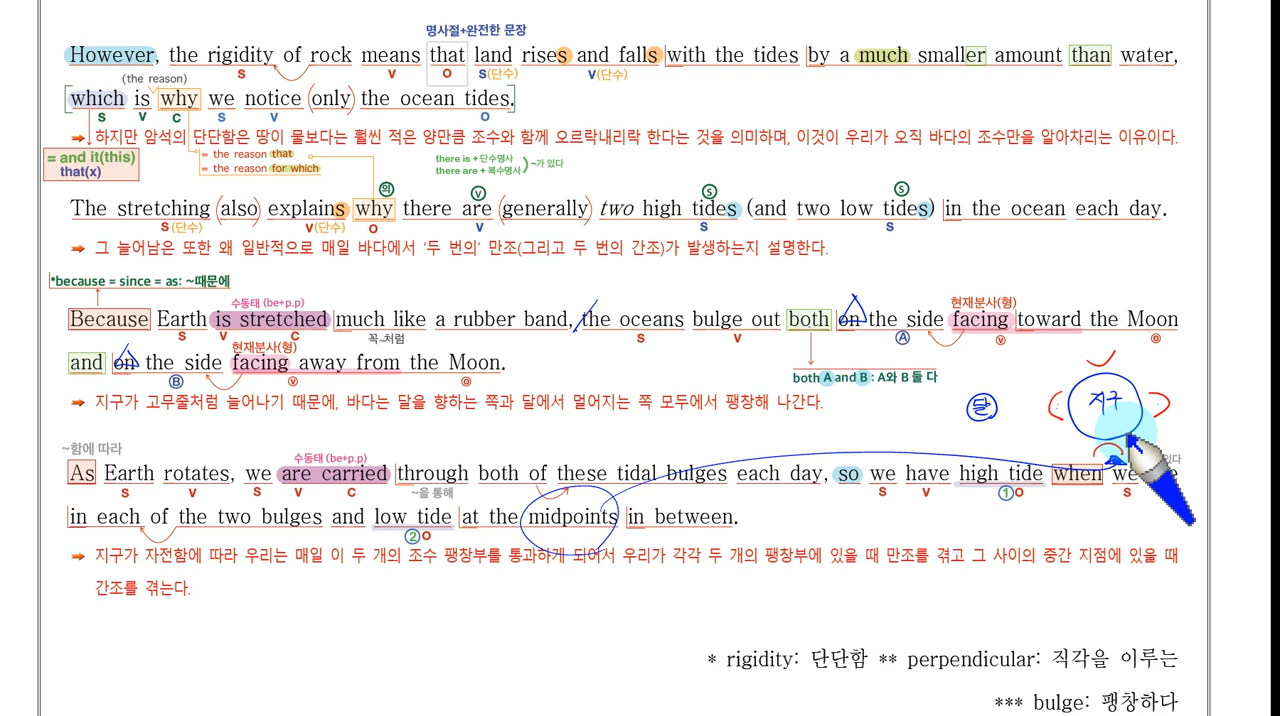 명사절+완전한 문장
However, the rigidity of rock means that land rises and falls with the tides by a much smaller amount than water,
S V O S(단수) V(단수)
(the reason)
which is why we notice (only) the ocean tides.
S V C S V O
➡ 하지만 암석의 단단함은 땅이 물보다는 훨씬 적은 양만큼 조수와 함께 오르락내리락 한다는 것을 의미하며, 이것이 우리가 오직 바다의 조수만을 알아차리는 이유이다.
= and it(this)
that(x)
= the reason that
= the reason for which
there is + 단수명사
there are + 복수명사
~가 있다
의 V S S
The stretching (also) explains why there are (generally) two high tides (and two low tides) in the ocean each day.
S(단수) V(단수) O V S S
➡ 그 늘어남은 또한 왜 일반적으로 매일 바다에서 ‘두 번의’ 만조(그리고 두 번의 간조)가 발생하는지 설명한다.
*because = since = as: ~때문에
수동태 (be+p.p) 현재분사(형)
Because Earth is stretched much like a rubber band, the oceans bulge out both on the side facing toward the Moon
S V C 꼭~처럼 S V Ⓐ ⓥ ⓞ
현재분사(형)
and on the side facing away from the Moon.
Ⓑ ⓥ ⓞ
both A and B : A와 B 둘 다
➡ 지구가 고무줄처럼 늘어나기 때문에, 바다는 달을 향하는 쪽과 달에서 멀어지는 쪽 모두에서 팽창해 나간다.
달 지구
~함에 따라 수동태 (be+p.p) 있다
As Earth rotates, we are carried through both of these tidal bulges each day, so we have high tide when we
S V S V C ~을 통해 S V ①O S
in each of the two bulges and low tide at the midpoints in between.
②O
➡ 지구가 자전함에 따라 우리는 매일 이 두 개의 조수 팽창부를 통과하게 되어서 우리가 각각 두 개의 팽창부에 있을 때 만조를 겪고 그 사이의 중간 지점에 있을 때
간조를 겪는다.
* rigidity: 단단함 ** perpendicular: 직각을 이루는
*** bulge: 팽창하다